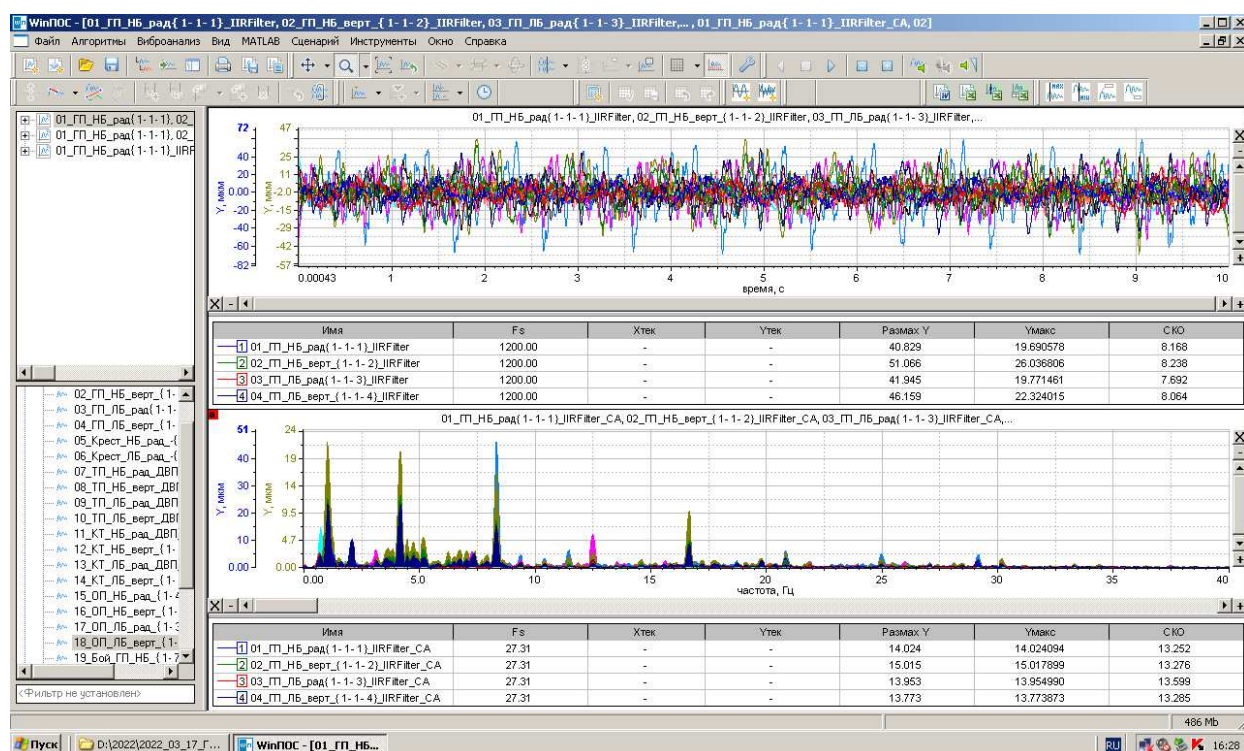 WinПОС - [01_ГП_НБ_рад{ 1- 1- 1}_IIRFilter, 02_ГП_НБ_верт_{ 1- 1- 2}_IIRFilter, 03_ГП_ЛБ_рад{ 1- 1- 3}_IIRFilter,... , 01_ГП_НБ_рад{ 1- 1- 1}_IIRFilter_CA, 02]
Файл Алгоритмы Виброанализ Вид MATLAB Сценарий Инструменты Окно Справка
01_ГП_НБ_рад{ 1- 1- 1}, 02_
01_ГП_НБ_рад{ 1- 1- 1}, 02_
01_ГП_НБ_рад{ 1- 1- 1}_IIRF
01_ГП_НБ_рад{ 1- 1- 1}_IIRFilter, 02_ГП_НБ_верт_{ 1- 1- 2}_IIRFilter, 03_ГП_ЛБ_рад{ 1- 1- 3}_IIRFilter,...
Y, мкм
72
40
20
0.00
-20
-40
-60
-82
Y, мкм
47
25
11
-2.0
-15
-29
-42
-57
0.00043 1 2 3 4 5 6 7 8 9 10
время, с
Имя Fs Xтек Yтек Размах Y Yмакс СКО
1 01_ГП_НБ_рад{ 1- 1- 1}_IIRFilter 1200.00 - - 40.829 19.690578 8.168
2 02_ГП_НБ_верт_{ 1- 1- 2}_IIRFilter 1200.00 - - 51.066 26.036806 8.238
3 03_ГП_ЛБ_рад{ 1- 1- 3}_IIRFilter 1200.00 - - 41.945 19.771461 7.692
4 04_ГП_ЛБ_верт_{ 1- 1- 4}_IIRFilter 1200.00 - - 46.159 22.324015 8.064
02_ГП_НБ_верт_{ 1-
03_ГП_ЛБ_рад{ 1- 1-
04_ГП_ЛБ_верт_{ 1-
05_Крест_НБ_рад_-{
06_Крест_ЛБ_рад_-{
07_ТП_НБ_рад_ДВП
08_ТП_НБ_верт_ДВП
09_ТП_ЛБ_рад_ДВП
10_ТП_ЛБ_верт_ДВП
11_КТ_НБ_рад_ДВП
12_КТ_НБ_верт_{ 1-
13_КТ_ЛБ_рад_ДВП
14_КТ_ЛБ_верт_{ 1-
15_ОП_НБ_рад_{ 1- 4
16_ОП_НБ_верт_{ 1-
17_ОП_ЛБ_рад_{ 1- 3
18_ОП_ЛБ_верт_{ 1-
19_Бой_ГП_НБ_{ 1- 7
<Фильтр не установлен>
01_ГП_НБ_рад{ 1- 1- 1}_IIRFilter_CA, 02_ГП_НБ_верт_{ 1- 1- 2}_IIRFilter_CA, 03_ГП_ЛБ_рад{ 1- 1- 3}_IIRFilter_CA,...
Y, мкм
51
40
30
20
10
0.00
Y, мкм
24
19
14
9.5
4.7
0.00
0.00 5.0 10 15 20 25 30 35 40
частота, Гц
Имя Fs Xтек Yтек Размах Y Yмакс СКО
1 01_ГП_НБ_рад{ 1- 1- 1}_IIRFilter_CA 27.31 - - 14.024 14.024094 13.252
2 02_ГП_НБ_верт_{ 1- 1- 2}_IIRFilter_CA 27.31 - - 15.015 15.017899 13.276
3 03_ГП_ЛБ_рад{ 1- 1- 3}_IIRFilter_CA 27.31 - - 13.953 13.954990 13.599
4 04_ГП_ЛБ_верт_{ 1- 1- 4}_IIRFilter_CA 27.31 - - 13.773 13.773873 13.285
486 Mb
Пуск D:\2022\2022_03_17_Г... WinПОС - [01_ГП_НБ... RU 16:28